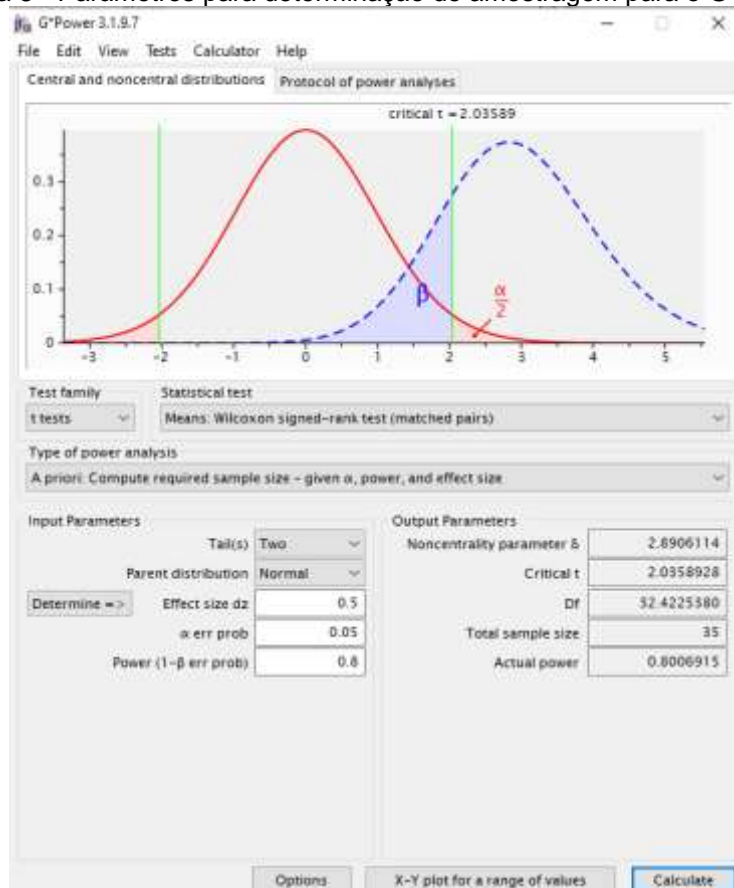 Parâmetros para determinação de amostragem para o G
G*Power 3.1.9.7
File Edit View Tests Calculator Help
Central and noncentral distributions Protocol of power analyses
critical t = 2.03589
0.3
0.2
0.1
0
β
α
2
-3 -2 -1 0 1 2 3 4 5
Test family Statistical test
t tests Means: Wilcoxon signed-rank test (matched pairs)
Type of power analysis
A priori: Compute required sample size - given α, power, and effect size
Input Parameters Output Parameters
Tail(s) Two Noncentrality parameter δ 2.8906114
Parent distribution Normal Critical t 2.0358928
Determine => Effect size dz 0.5 Df 32.4225380
α err prob 0.05 Total sample size 35
Power (1-β err prob) 0.8 Actual power 0.8006915
Options X-Y plot for a range of values Calculate